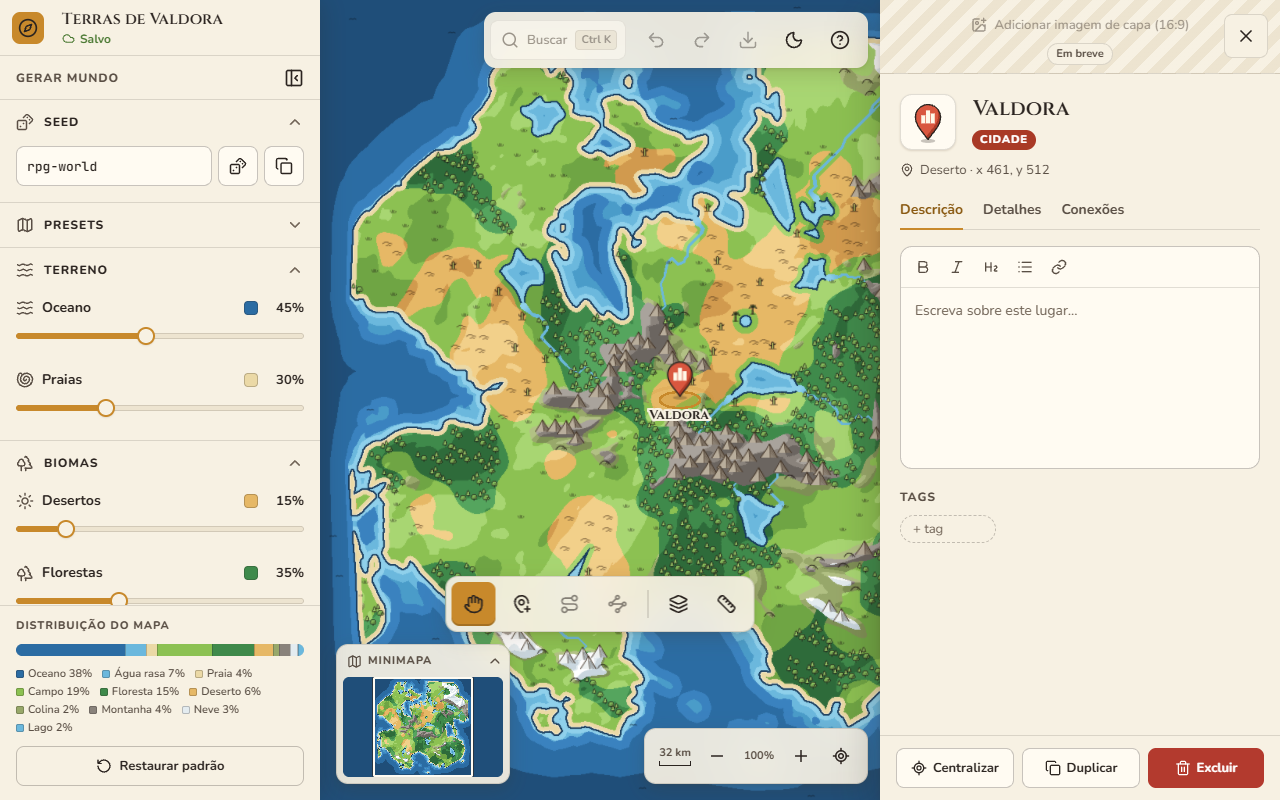 Terras de Valdora
Salvo
GERAR MUNDO
SEED
rpg-world
PRESETS
TERRENO
Oceano 45%
Praias 30%
BIOMAS
Desertos 15%
Florestas 35%
DISTRIBUIÇÃO DO MAPA
Oceano 38% Água rasa 7% Praia 4%
Campo 19% Floresta 15% Deserto 6%
Colina 2% Montanha 4% Neve 3%
Lago 2%
Restaurar padrão
Buscar Ctrl K
Valdora
MINIMAPA
32 km 100%
Adicionar imagem de capa (16:9)
Em breve
Valdora
CIDADE
Deserto · x 461, y 512
Descrição Detalhes Conexões
B I H2
Escreva sobre este lugar...
TAGS
+ tag
Centralizar Duplicar Excluir